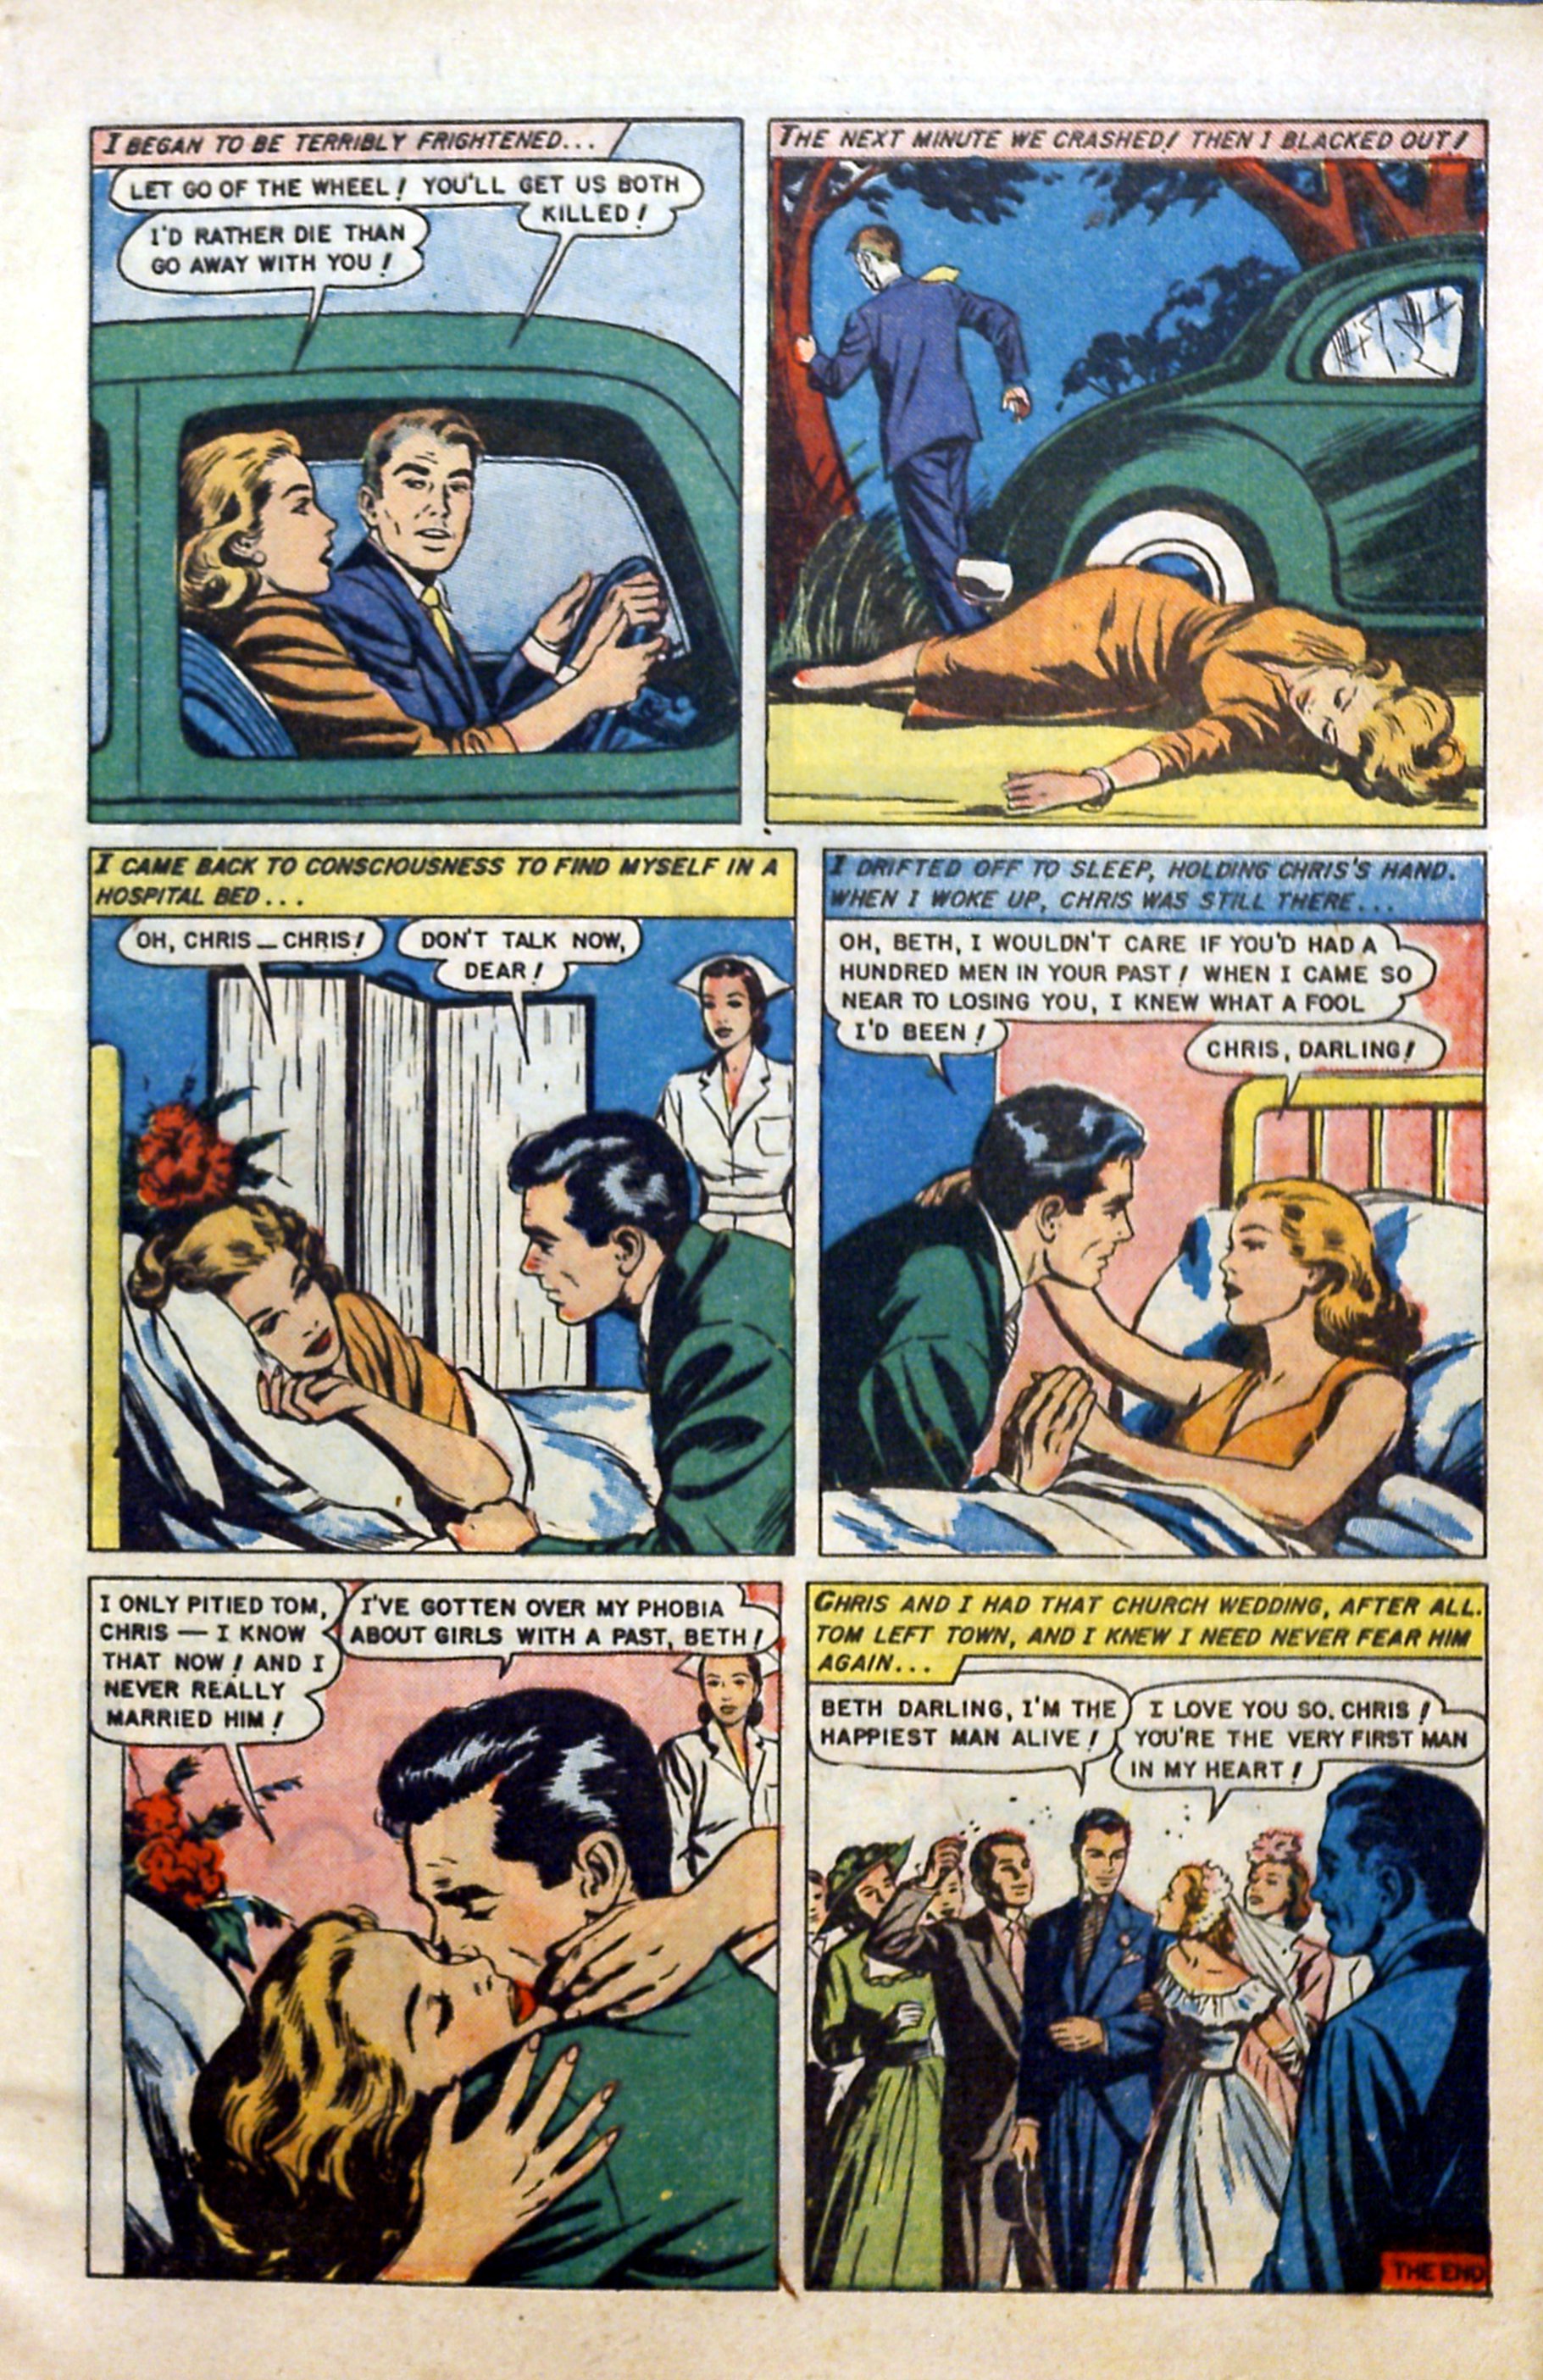 I BEGAN TO BE TERRIBLY FRIGHTENED...
LET GO OF THE WHEEL! YOU'LL GET US BOTH
KILLED!
I'D RATHER DIE THAN
GO AWAY WITH YOU!
THE NEXT MINUTE WE CRASHED! THEN I BLACKED OUT!
I CAME BACK TO CONSCIOUSNESS TO FIND MYSELF IN A
HOSPITAL BED...
OH, CHRIS — CHRIS!
DON'T TALK NOW,
DEAR!
I DRIFTED OFF TO SLEEP, HOLDING CHRIS'S HAND.
WHEN I WOKE UP, CHRIS WAS STILL THERE...
OH, BETH, I WOULDN'T CARE IF YOU'D HAD A
HUNDRED MEN IN YOUR PAST! WHEN I CAME SO
NEAR TO LOSING YOU, I KNEW WHAT A FOOL
I'D BEEN!
CHRIS, DARLING!
I ONLY PITIED TOM,
CHRIS — I KNOW
THAT NOW! AND I
NEVER REALLY
MARRIED HIM!
I'VE GOTTEN OVER MY PHOBIA
ABOUT GIRLS WITH A PAST, BETH!
CHRIS AND I HAD THAT CHURCH WEDDING, AFTER ALL.
TOM LEFT TOWN, AND I KNEW I NEED NEVER FEAR HIM
AGAIN...
BETH DARLING, I'M THE
HAPPIEST MAN ALIVE!
I LOVE YOU SO, CHRIS!
YOU'RE THE VERY FIRST MAN
IN MY HEART!
THE END